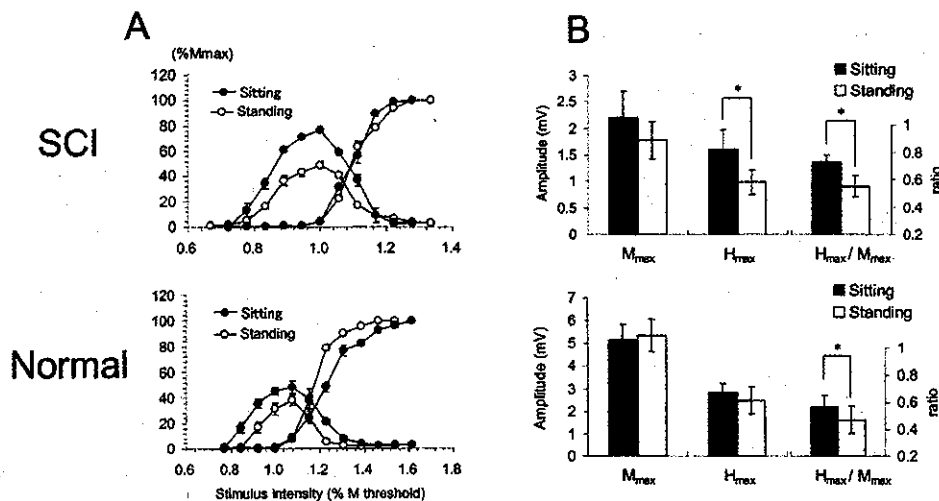 A
B
(%Mmax)
SCI
120
100
80
60
40
20
0
Sitting
Standing
0.6 0.8 1.0 1.2 1.4
3
2.5
2
1.5
1
0.5
0
Amplitude (mV)
Sitting
Standing
*
*
1
0.8
0.6
0.4
0.2
ratio
Mmax Hmax Hmax / Mmax
Normal
120
100
80
60
40
20
0
Sitting
Standing
0.6 0.8 1.0 1.2 1.4 1.6 1.8
Stimulus intensity (% M threshold)
7
6
5
4
3
2
1
0
Amplitude (mV)
Sitting
Standing
*
1
0.8
0.6
0.4
0.2
ratio
Mmax Hmax Hmax / Mmax